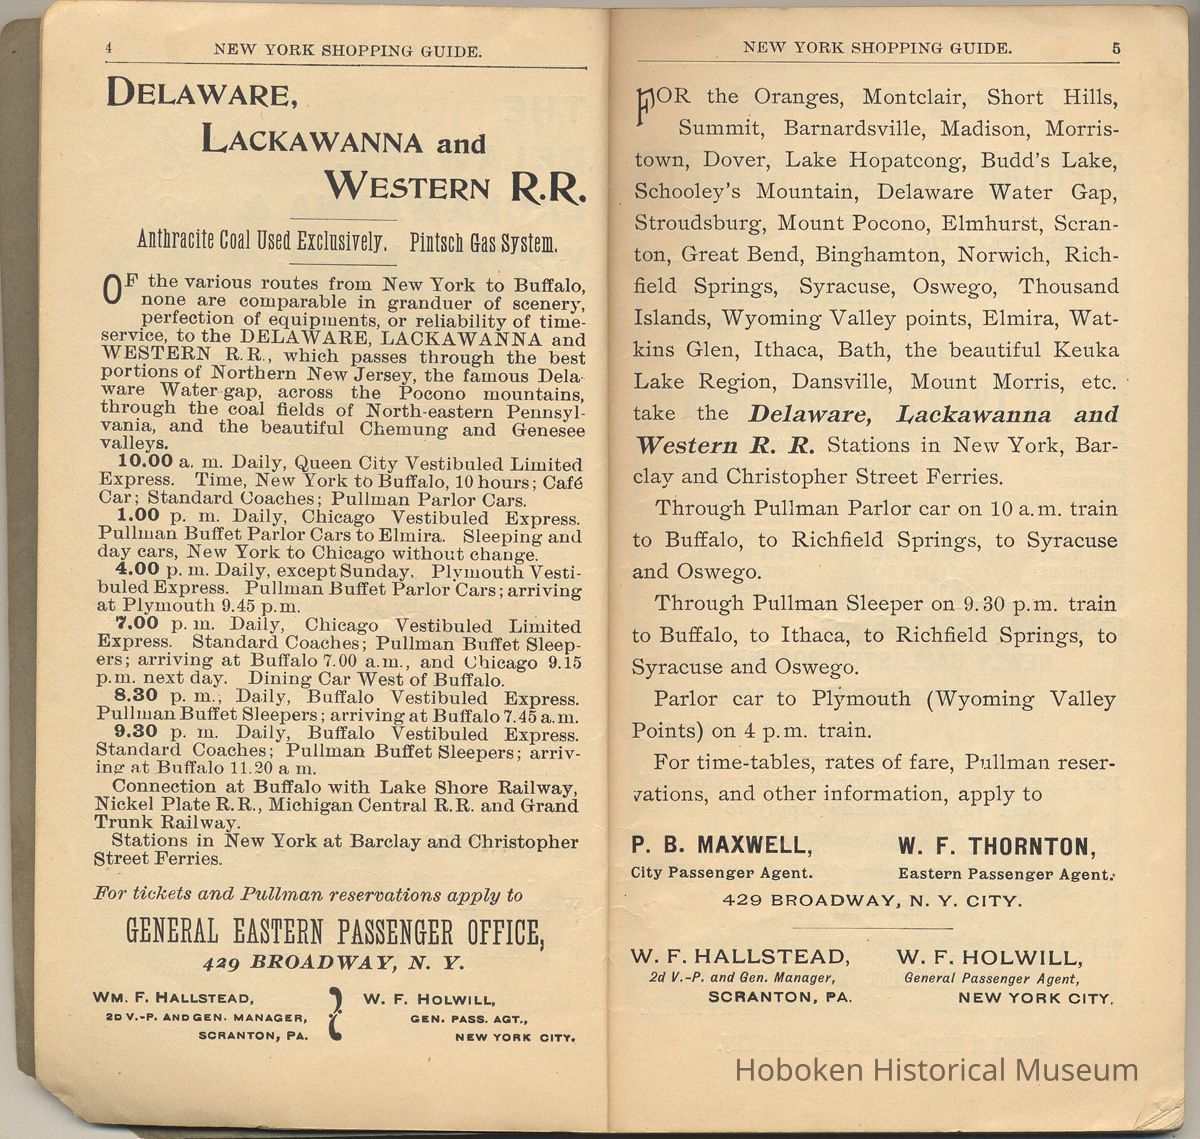 4 NEW YORK SHOPPING GUIDE.
DELAWARE,
LACKAWANNA and
WESTERN R.R.
Anthracite Coal Used Exclusively. Pintsch Gas System.
OF the various routes from New York to Buffalo,
none are comparable in granduer of scenery,
perfection of equipments, or reliability of time-
service, to the DELAWARE, LACKAWANNA and
WESTERN R.R., which passes through the best
portions of Northern New Jersey, the famous Dela-
ware Water-gap, across the Pocono mountains,
through the coal fields of North-eastern Pennsyl-
vania, and the beautiful Chemung and Genesee
valleys.
10.00 a. m. Daily, Queen City Vestibuled Limited
Express. Time, New York to Buffalo, 10 hours; Café
Car; Standard Coaches; Pullman Parlor Cars.
1.00 p. m. Daily, Chicago Vestibuled Express.
Pullman Buffet Parlor Cars to Elmira. Sleeping and
day cars, New York to Chicago without change.
4.00 p. m. Daily, except Sunday. Plymouth Vesti-
buled Express. Pullman Buffet Parlor Cars; arriving
at Plymouth 9.45 p.m.
7.00 p. m. Daily, Chicago Vestibuled Limited
Express. Standard Coaches; Pullman Buffet Sleep-
ers; arriving at Buffalo 7.00 a.m., and Chicago 9.15
p.m. next day. Dining Car West of Buffalo.
8.30 p. m., Daily, Buffalo Vestibuled Express.
Pullman Buffet Sleepers; arriving at Buffalo 7.45 a.m.
9.30 p. m. Daily, Buffalo Vestibuled Express.
Standard Coaches; Pullman Buffet Sleepers; arriv-
ing at Buffalo 11.20 a m.
Connection at Buffalo with Lake Shore Railway,
Nickel Plate R.R., Michigan Central R.R. and Grand
Trunk Railway.
Stations in New York at Barclay and Christopher
Street Ferries.
For tickets and Pullman reservations apply to
GENERAL EASTERN PASSENGER OFFICE,
429 BROADWAY, N. Y.
WM. F. HALLSTEAD,
2D V.-P. AND GEN. MANAGER,
SCRANTON, PA.
W. F. HOLWILL,
GEN. PASS. AGT.,
NEW YORK CITY.
NEW YORK SHOPPING GUIDE. 5
FOR the Oranges, Montclair, Short Hills,
Summit, Barnardsville, Madison, Morris-
town, Dover, Lake Hopatcong, Budd's Lake,
Schooley's Mountain, Delaware Water Gap,
Stroudsburg, Mount Pocono, Elmhurst, Scran-
ton, Great Bend, Binghamton, Norwich, Rich-
field Springs, Syracuse, Oswego, Thousand
Islands, Wyoming Valley points, Elmira, Wat-
kins Glen, Ithaca, Bath, the beautiful Keuka
Lake Region, Dansville, Mount Morris, etc.
take the Delaware, Lackawanna and
Western R. R. Stations in New York, Bar-
clay and Christopher Street Ferries.
Through Pullman Parlor car on 10 a. m. train
to Buffalo, to Richfield Springs, to Syracuse
and Oswego.
Through Pullman Sleeper on 9.30 p.m. train
to Buffalo, to Ithaca, to Richfield Springs, to
Syracuse and Oswego.
Parlor car to Plymouth (Wyoming Valley
Points) on 4 p. m. train.
For time-tables, rates of fare, Pullman reser-
vations, and other information, apply to
P. B. MAXWELL,
City Passenger Agent.
W. F. THORNTON,
Eastern Passenger Agent.
429 BROADWAY, N. Y. CITY.
W. F. HALLSTEAD,
2d V.-P. and Gen. Manager,
SCRANTON, PA.
W. F. HOLWILL,
General Passenger Agent,
NEW YORK CITY.
Hoboken Historical Museum